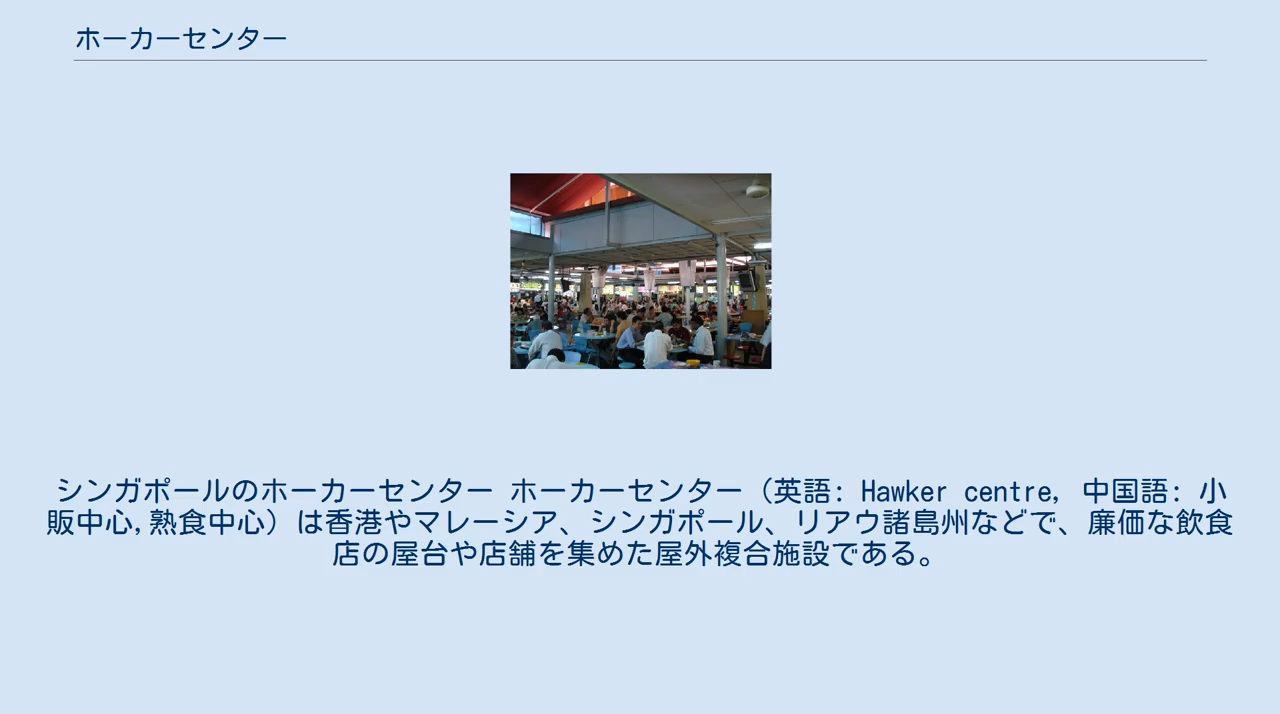 ホーカーセンター
シンガポールのホーカーセンター ホーカーセンター（英語: Hawker centre, 中国語: 小
販中心,熟食中心）は香港やマレーシア、シンガポール、リアウ諸島州などで、廉価な飲食
店の屋台や店舗を集めた屋外複合施設である。